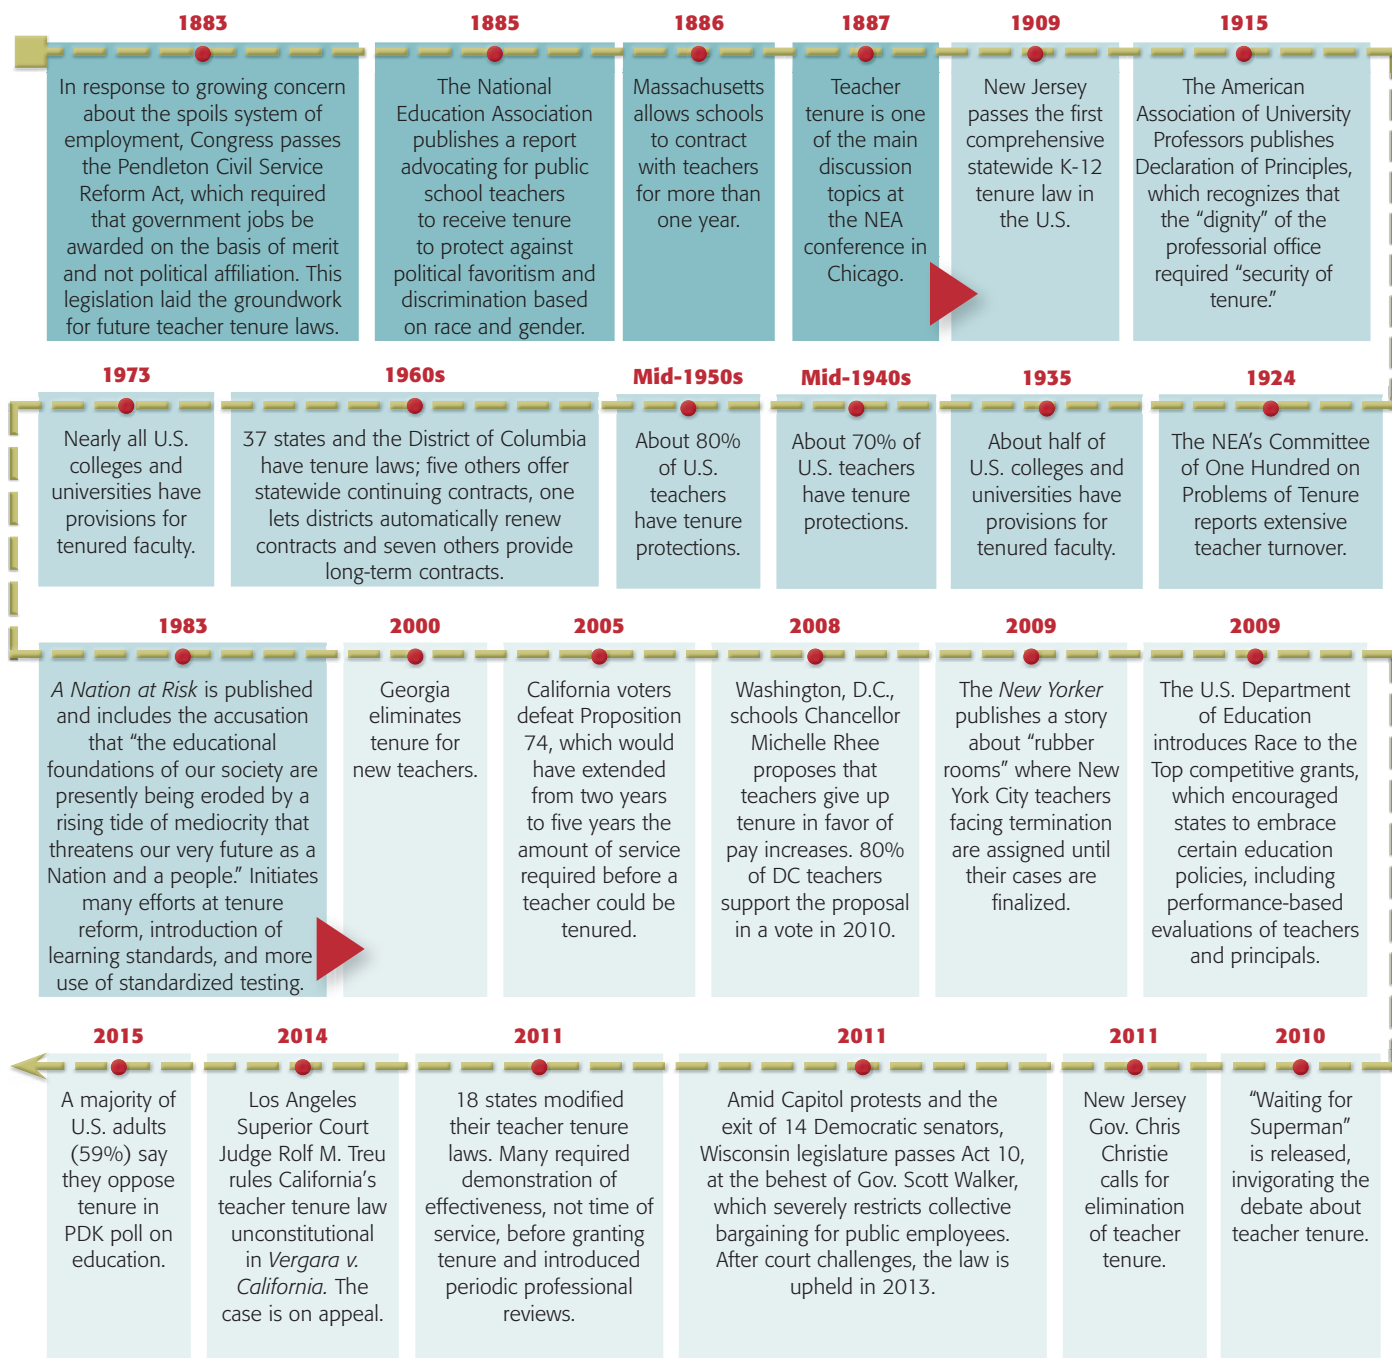 1883
In response to growing concern
about the spoils system of
employment, Congress passes
the Pendleton Civil Service
Reform Act, which required
that government jobs be
awarded on the basis of merit
and not political affiliation. This
legislation laid the groundwork
for future teacher tenure laws.
1885
The National
Education Association
publishes a report
advocating for public
school teachers
to receive tenure
to protect against
political favoritism and
discrimination based
on race and gender.
1886
Massachusetts
allows schools
to contract
with teachers
for more than
one year.
1887
Teacher
tenure is one
of the main
discussion
topics at
the NEA
conference in
Chicago.
1909
New Jersey
passes the first
comprehensive
statewide K-12
tenure law in
the U.S.
1915
The American
Association of University
Professors publishes
Declaration of Principles,
which recognizes that
the “dignity” of the
professorial office
required “security of
tenure.”
1924
The NEA’s Committee
of One Hundred on
Problems of Tenure
reports extensive
teacher turnover.
1935
About half of
U.S. colleges and
universities have
provisions for
tenured faculty.
Mid-1940s
About 70% of
U.S. teachers
have tenure
protections.
Mid-1950s
About 80%
of U.S.
teachers
have tenure
protections.
1960s
37 states and the District of Columbia
have tenure laws; five others offer
statewide continuing contracts, one
lets districts automatically renew
contracts and seven others provide
long-term contracts.
1973
Nearly all U.S.
colleges and
universities have
provisions for
tenured faculty.
1983
A Nation at Risk is published
and includes the accusation
that “the educational
foundations of our society are
presently being eroded by a
rising tide of mediocrity that
threatens our very future as a
Nation and a people.” Initiates
many efforts at tenure
reform, introduction of
learning standards, and more
use of standardized testing.
2000
Georgia
eliminates
tenure for
new teachers.
2005
California voters
defeat Proposition
74, which would
have extended
from two years
to five years the
amount of service
required before a
teacher could be
tenured.
2008
Washington, D.C.,
schools Chancellor
Michelle Rhee
proposes that
teachers give up
tenure in favor of
pay increases. 80%
of DC teachers
support the proposal
in a vote in 2010.
2009
The New Yorker
publishes a story
about “rubber
rooms” where New
York City teachers
facing termination
are assigned until
their cases are
finalized.
2009
The U.S. Department
of Education
introduces Race to the
Top competitive grants,
which encouraged
states to embrace
certain education
policies, including
performance-based
evaluations of teachers
and principals.
2010
“Waiting for
Superman”
is released,
invigorating the
debate about
teacher tenure.
2011
New Jersey
Gov. Chris
Christie
calls for
elimination
of teacher
tenure.
2011
Amid Capitol protests and the
exit of 14 Democratic senators,
Wisconsin legislature passes Act 10,
at the behest of Gov. Scott Walker,
which severely restricts collective
bargaining for public employees.
After court challenges, the law is
upheld in 2013.
2011
18 states modified
their teacher tenure
laws. Many required
demonstration of
effectiveness, not time of
service, before granting
tenure and introduced
periodic professional
reviews.
2014
Los Angeles
Superior Court
Judge Rolf M. Treu
rules California’s
teacher tenure law
unconstitutional
in Vergara v.
California. The
case is on appeal.
2015
A majority of
U.S. adults
(59%) say
they oppose
tenure in
PDK poll on
education.